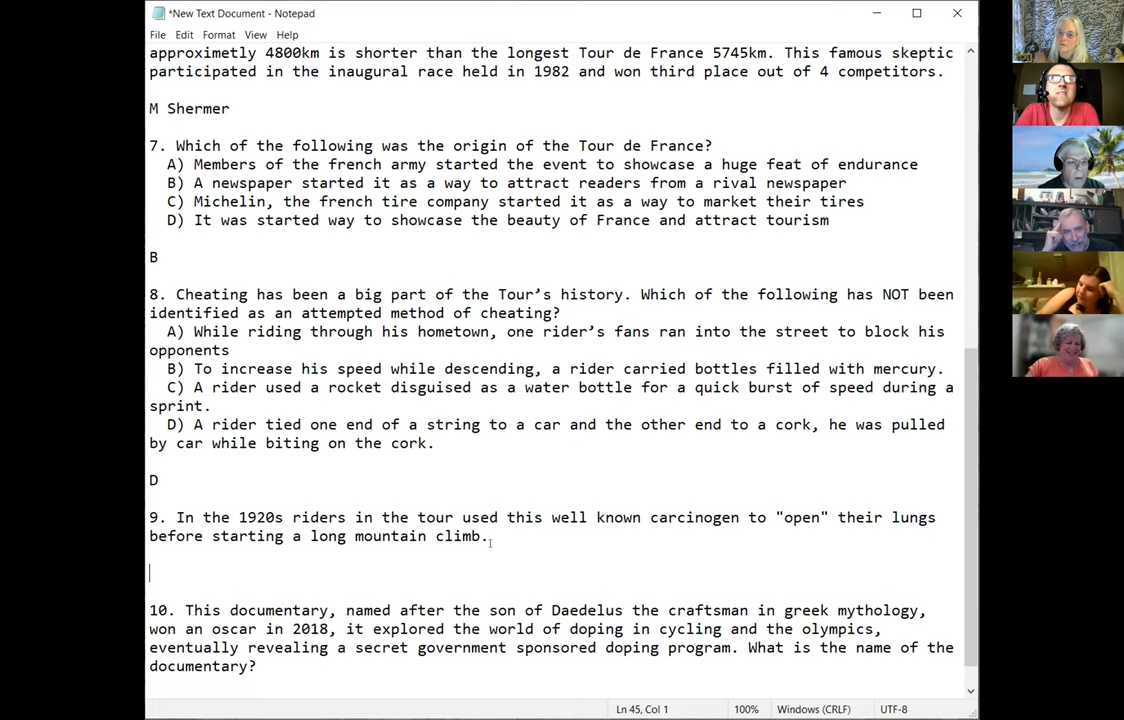 *New Text Document - Notepad
File Edit Format View Help
approximetly 4800km is shorter than the longest Tour de France 5745km. This famous skeptic
participated in the inaugural race held in 1982 and won third place out of 4 competitors.
M Shermer
7. Which of the following was the origin of the Tour de France?
A) Members of the french army started the event to showcase a huge feat of endurance
B) A newspaper started it as a way to attract readers from a rival newspaper
C) Michelin, the french tire company started it as a way to market their tires
D) It was started way to showcase the beauty of France and attract tourism
B
8. Cheating has been a big part of the Tour’s history. Which of the following has NOT been
identified as an attempted method of cheating?
A) While riding through his hometown, one rider’s fans ran into the street to block his
opponents
B) To increase his speed while descending, a rider carried bottles filled with mercury.
C) A rider used a rocket disguised as a water bottle for a quick burst of speed during a
sprint.
D) A rider tied one end of a string to a car and the other end to a cork, he was pulled
by car while biting on the cork.
D
9. In the 1920s riders in the tour used this well known carcinogen to "open" their lungs
before starting a long mountain climb.
10. This documentary, named after the son of Daedelus the craftsman in greek mythology,
won an oscar in 2018, it explored the world of doping in cycling and the olympics,
eventually revealing a secret government sponsored doping program. What is the name of the
documentary?
Ln 45, Col 1 100% Windows (CRLF) UTF-8